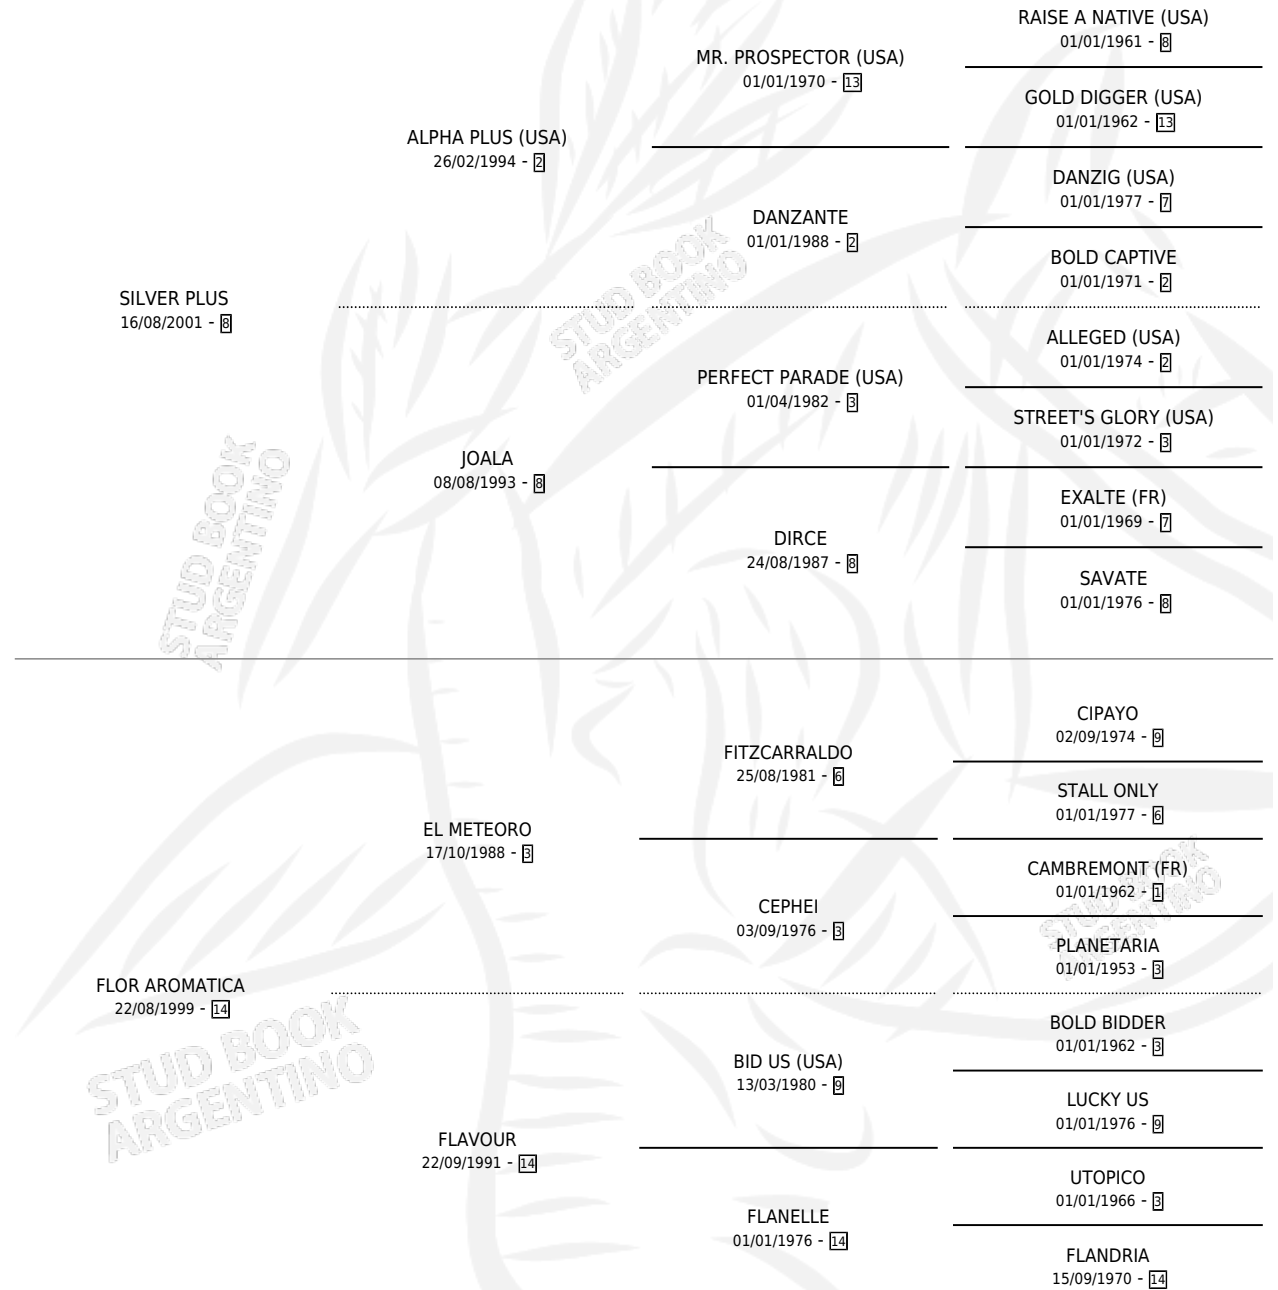 RAISE A NATIVE (USA)
01/01/1961 - 8
MR. PROSPECTOR (USA)
01/01/1970 - 13
GOLD DIGGER (USA)
01/01/1962 - 13
ALPHA PLUS (USA)
26/02/1994 - 2
DANZIG (USA)
01/01/1977 - 7
DANZANTE
01/01/1988 - 2
BOLD CAPTIVE
01/01/1971 - 2
SILVER PLUS
16/08/2001 - 8
ALLEGED (USA)
01/01/1974 - 2
PERFECT PARADE (USA)
01/04/1982 - 3
STREET'S GLORY (USA)
01/01/1972 - 3
JOALA
08/08/1993 - 8
EXALTE (FR)
01/01/1969 - 7
DIRCE
24/08/1987 - 8
SAVATE
01/01/1976 - 8
CIPAYO
02/09/1974 - 9
FITZCARRALDO
25/08/1981 - 6
STALL ONLY
01/01/1977 - 6
EL METEORO
17/10/1988 - 3
CAMBREMONT (FR)
01/01/1962 - 1
CEPHEI
03/09/1976 - 3
PLANETARIA
01/01/1953 - 3
FLOR AROMATICA
22/08/1999 - 14
BOLD BIDDER
01/01/1962 - 3
BID US (USA)
13/03/1980 - 9
LUCKY US
01/01/1976 - 9
FLAVOUR
22/09/1991 - 14
UTOPICO
01/01/1966 - 3
FLANELLE
01/01/1976 - 14
FLANDRIA
15/09/1970 - 14
STUD BOOK
ARGENTINO
STUD BOOK
ARGENTINO
STUD BOOK
ARGENTINO
STUD BOOK
ARGENTINO